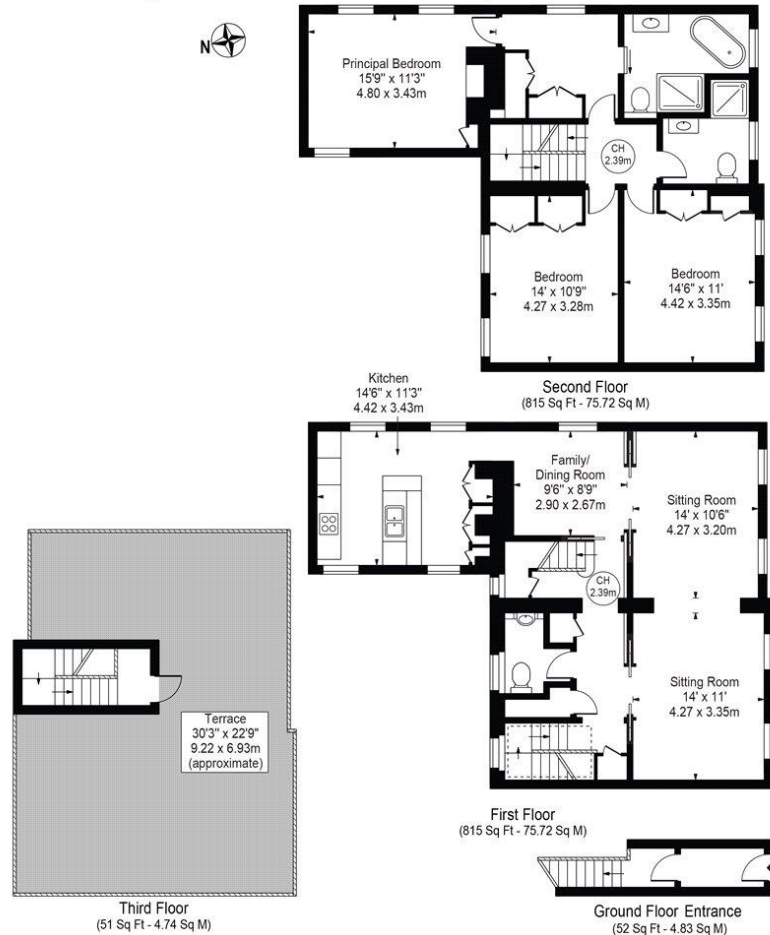 N
Principal Bedroom
15'9" x 11'3"
4.80 x 3.43m
CH
2.39m
Bedroom
14' x 10'9"
4.27 x 3.28m
Bedroom
14'6" x 11'
4.42 x 3.35m
Second Floor
(815 Sq Ft - 75.72 Sq M)
Kitchen
14'6" x 11'3"
4.42 x 3.43m
Family/
Dining Room
9'6" x 8'9"
2.90 x 2.67m
Sitting Room
14' x 10'6"
4.27 x 3.20m
CH
2.39m
Sitting Room
14' x 11'
4.27 x 3.35m
First Floor
(815 Sq Ft - 75.72 Sq M)
Terrace
30'3" x 22'9"
9.22 x 6.93m
(approximate)
Third Floor
(51 Sq Ft - 4.74 Sq M)
Ground Floor Entrance
(52 Sq Ft - 4.83 Sq M)